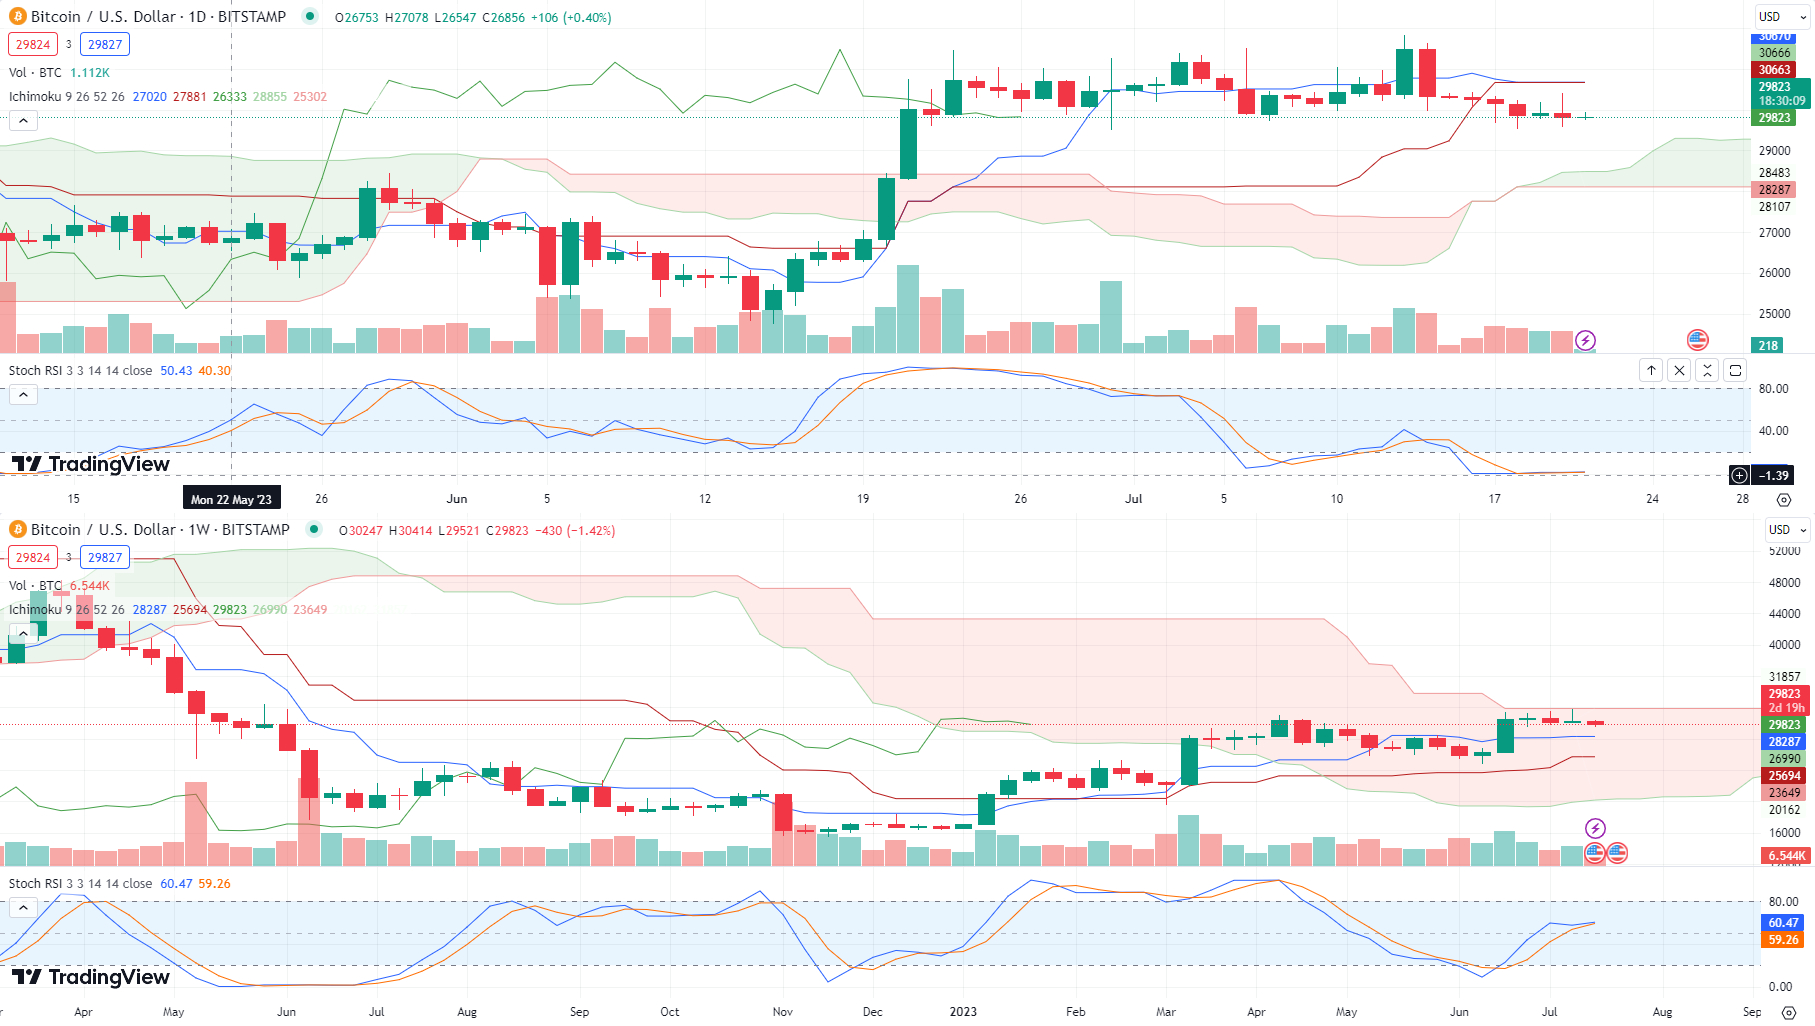 Bitcoin / U.S. Dollar · 1D · BITSTAMP O26753 H27078 L26547 C26856 +106 (+0.40%)
29824 3 29827
Vol · BTC 1.112K
Ichimoku 9 26 52 26 27020 27881 26333 28855 25302
USD
30670
30666
30663
29823
18:30:09
29823
29000
28483
28287
28107
27000
26000
25000
218
Stoch RSI 3 3 14 14 close 50.43 40.30
80.00
40.00
−1.39
TradingView
15 Mon 22 May '23 26 Jun 5 12 19 26 Jul 5 10 17 24 28
Bitcoin / U.S. Dollar · 1W · BITSTAMP O30247 H30414 L29521 C29823 −430 (−1.42%)
29824 3 29827
Vol · BTC 6.544K
Ichimoku 9 26 52 26 28287 25694 29823 26990 23649
USD
52000
48000
44000
40000
31857
29823
2d 19h
29823
28287
26990
25694
23649
20162
16000
6.544K
Stoch RSI 3 3 14 14 close 60.47 59.26
80.00
60.47
59.26
0.00
TradingView
Apr May Jun Jul Aug Sep Oct Nov Dec 2023 Feb Mar Apr May Jun Jul Aug Sep